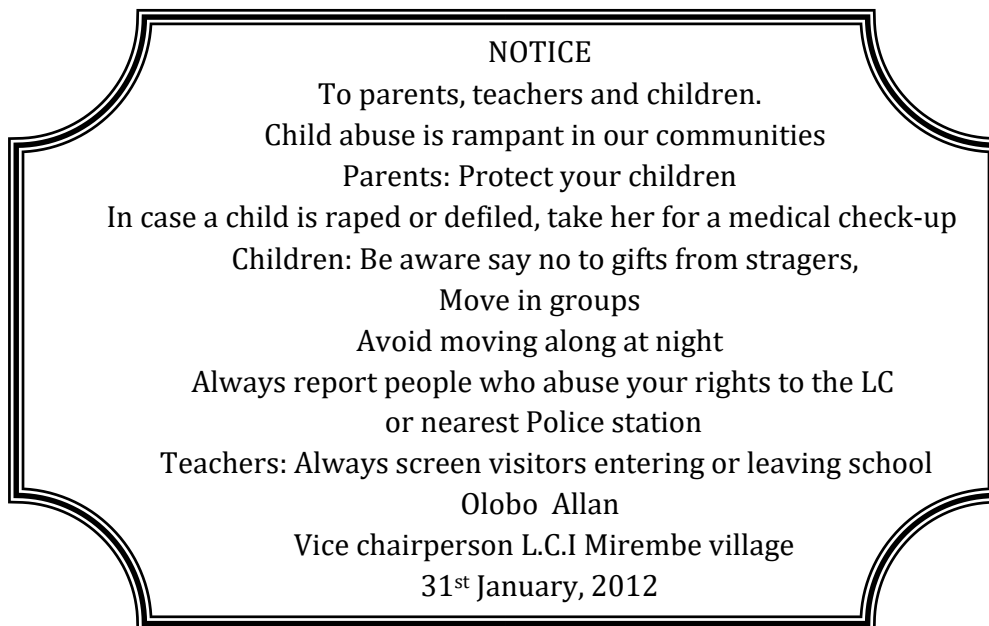 NOTICE
To parents, teachers and children.
Child abuse is rampant in our communities
Parents: Protect your children
In case a child is raped or defiled, take her for a medical check-up
Children: Be aware say no to gifts from stragers,
Move in groups
Avoid moving along at night
Always report people who abuse your rights to the LC
or nearest Police station
Teachers: Always screen visitors entering or leaving school
Olobo  Allan
Vice chairperson L.C.I Mirembe village
31st January, 2012